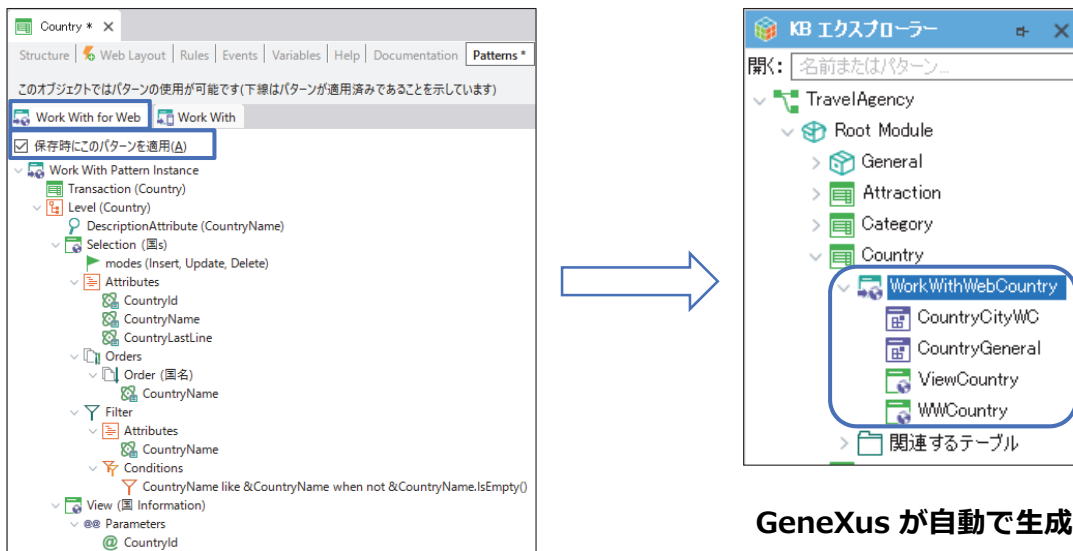 Country *
Structure | Web Layout | Rules | Events | Variables | Help | Documentation | Patterns *
このオブジェクトではパターンの使用が可能です(下線はパターンが適用済みであることを示しています)
Work With for Web Work With
保存時にこのパターンを適用(A)
Work With Pattern Instance
Transaction (Country)
Level (Country)
DescriptionAttribute (CountryName)
Selection (国s)
modes (Insert, Update, Delete)
Attributes
CountryId
CountryName
CountryLastLine
Orders
Order (国名)
CountryName
Filter
Attributes
CountryName
Conditions
CountryName like &CountryName when not &CountryName.IsEmpty()
View (国 Information)
Parameters
CountryId
KB エクスプローラー
開く: 名前またはパターン...
TravelAgency
Root Module
General
Attraction
Category
Country
WorkWithWebCountry
CountryCityWC
CountryGeneral
ViewCountry
WWCountry
関連するテーブル
GeneXus が自動で生成